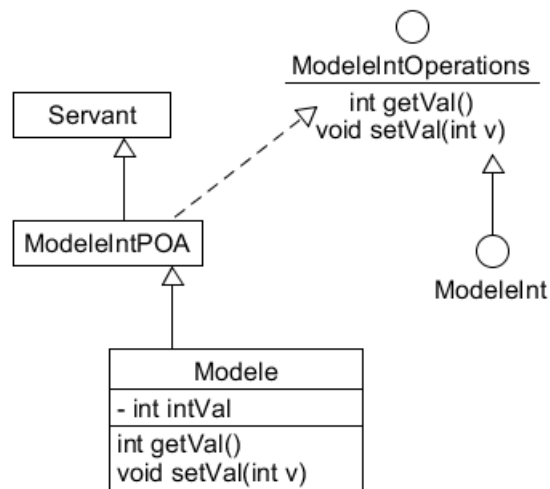 ModeleIntOperations
int getVal()
void setVal(int v)
Servant
ModeleIntPOA
ModeleInt
Modele
- int intVal
int getVal()
void setVal(int v)